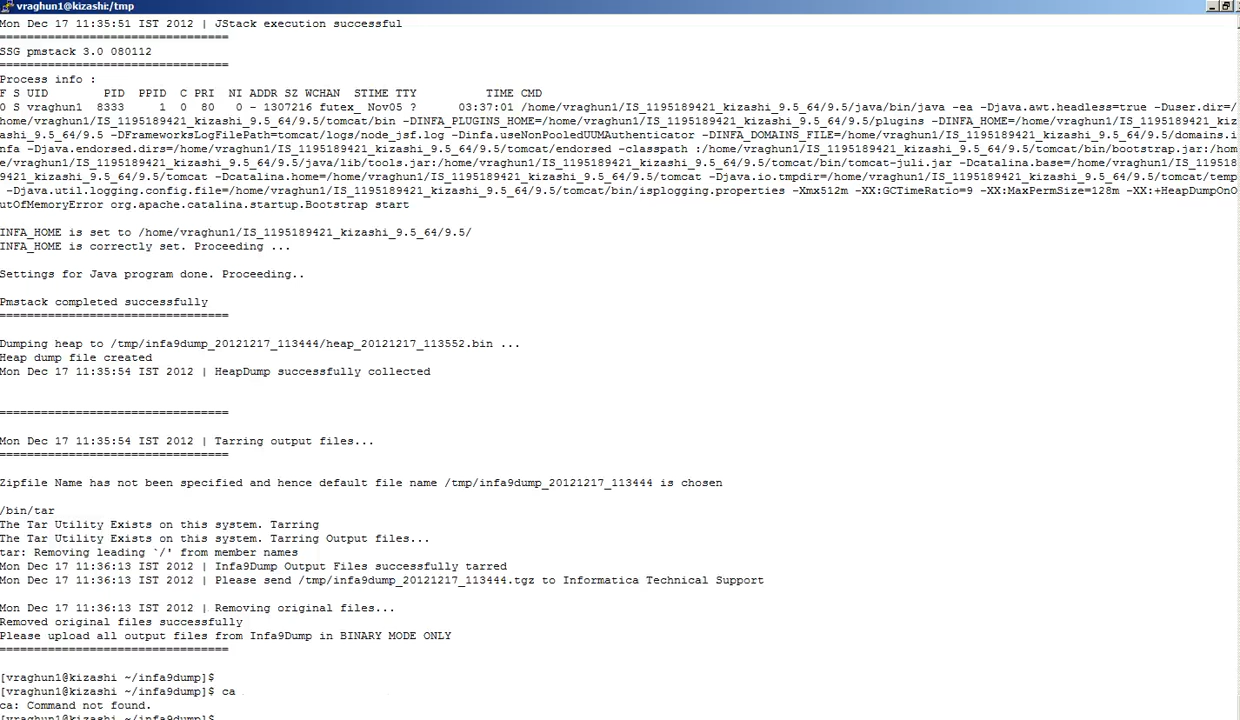 vraghun1@kizashi:/tmp
Mon Dec 17 11:35:51 IST 2012 | JStack execution successful
=================================
SSG pmstack 3.0 080112
=================================
Process info :
F S UID        PID  PPID  C PRI  NI ADDR SZ WCHAN  STIME TTY          TIME CMD
0 S vraghun1  8333     1  0  80   0 - 1307216 futex_ Nov05 ?      03:37:01 /home/vraghun1/IS_1195189421_kizashi_9.5_64/9.5/java/bin/java -ea -Djava.awt.headless=true -Duser.dir=/
home/vraghun1/IS_1195189421_kizashi_9.5_64/9.5/tomcat/bin -DINFA_PLUGINS_HOME=/home/vraghun1/IS_1195189421_kizashi_9.5_64/9.5/plugins -DINFA_HOME=/home/vraghun1/IS_1195189421_kiz
ashi_9.5_64/9.5 -DFrameworksLogFilePath=tomcat/logs/node_jsf.log -Dinfa.useNonPooledUUMAuthenticator -DINFA_DOMAINS_FILE=/home/vraghun1/IS_1195189421_kizashi_9.5_64/9.5/domains.i
nfa -Djava.endorsed.dirs=/home/vraghun1/IS_1195189421_kizashi_9.5_64/9.5/tomcat/endorsed -classpath :/home/vraghun1/IS_1195189421_kizashi_9.5_64/9.5/tomcat/bin/bootstrap.jar:/hom
e/vraghun1/IS_1195189421_kizashi_9.5_64/9.5/java/lib/tools.jar:/home/vraghun1/IS_1195189421_kizashi_9.5_64/9.5/tomcat/bin/tomcat-juli.jar -Dcatalina.base=/home/vraghun1/IS_119518
9421_kizashi_9.5_64/9.5/tomcat -Dcatalina.home=/home/vraghun1/IS_1195189421_kizashi_9.5_64/9.5/tomcat -Djava.io.tmpdir=/home/vraghun1/IS_1195189421_kizashi_9.5_64/9.5/tomcat/temp
 -Djava.util.logging.config.file=/home/vraghun1/IS_1195189421_kizashi_9.5_64/9.5/tomcat/bin/isplogging.properties -Xmx512m -XX:GCTimeRatio=9 -XX:MaxPermSize=128m -XX:+HeapDumpOnO
utOfMemoryError org.apache.catalina.startup.Bootstrap start
INFA_HOME is set to /home/vraghun1/IS_1195189421_kizashi_9.5_64/9.5/
INFA_HOME is correctly set. Proceeding ...
Settings for Java program done. Proceeding..
Pmstack completed successfully
=================================
Dumping heap to /tmp/infa9dump_20121217_113444/heap_20121217_113552.bin ...
Heap dump file created
Mon Dec 17 11:35:54 IST 2012 | HeapDump successfully collected
=================================
Mon Dec 17 11:35:54 IST 2012 | Tarring output files...
=================================
Zipfile Name has not been specified and hence default file name /tmp/infa9dump_20121217_113444 is chosen
/bin/tar
The Tar Utility Exists on this system. Tarring
The Tar Utility Exists on this system. Tarring Output files...
tar: Removing leading `/' from member names
Mon Dec 17 11:36:13 IST 2012 | Infa9Dump Output Files successfully tarred
Mon Dec 17 11:36:13 IST 2012 | Please send /tmp/infa9dump_20121217_113444.tgz to Informatica Technical Support
Mon Dec 17 11:36:13 IST 2012 | Removing original files...
Removed original files successfully
Please upload all output files from Infa9Dump in BINARY MODE ONLY
=================================
[vraghun1@kizashi ~/infa9dump]$
[vraghun1@kizashi ~/infa9dump]$ ca
ca: Command not found.
[vraghun1@kizashi ~/infa9dump]$